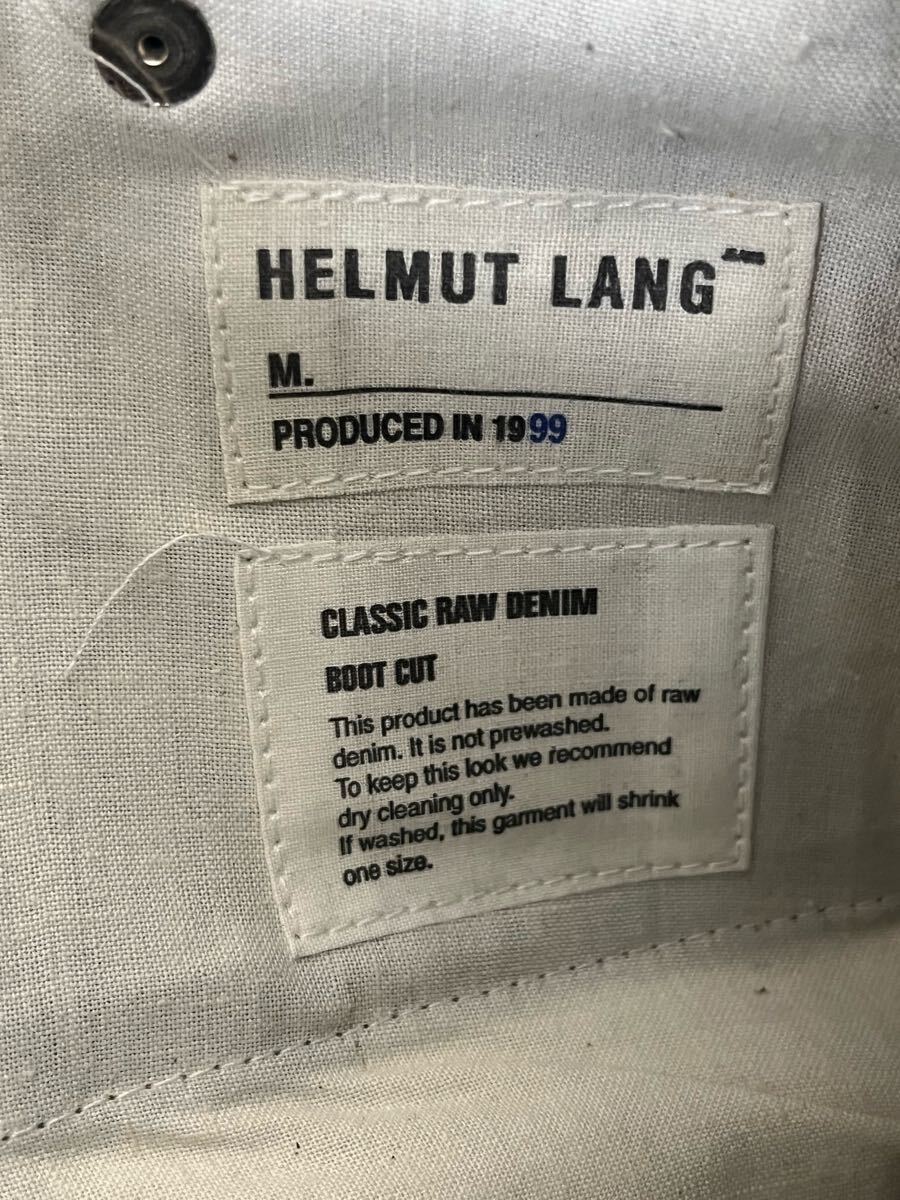 HELMUT LANG
M.
PRODUCED IN 1999
CLASSIC RAW DENIM
BOOT CUT
This product has been made of raw
denim. It is not prewashed.
To keep this look we recommend
dry cleaning only.
If washed, this garment will shrink
one size.